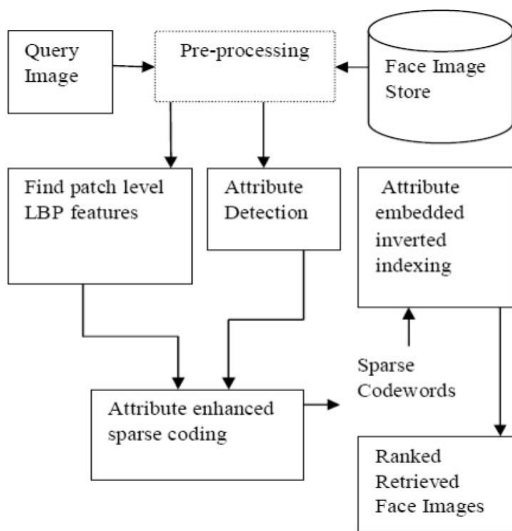 Query
Image
Pre-processing
Face Image
Store
Find patch level
LBP features
Attribute
Detection
Attribute
embedded
inverted
indexing
Attribute enhanced
sparse coding
Sparse
Codewords
Ranked
Retrieved
Face Images